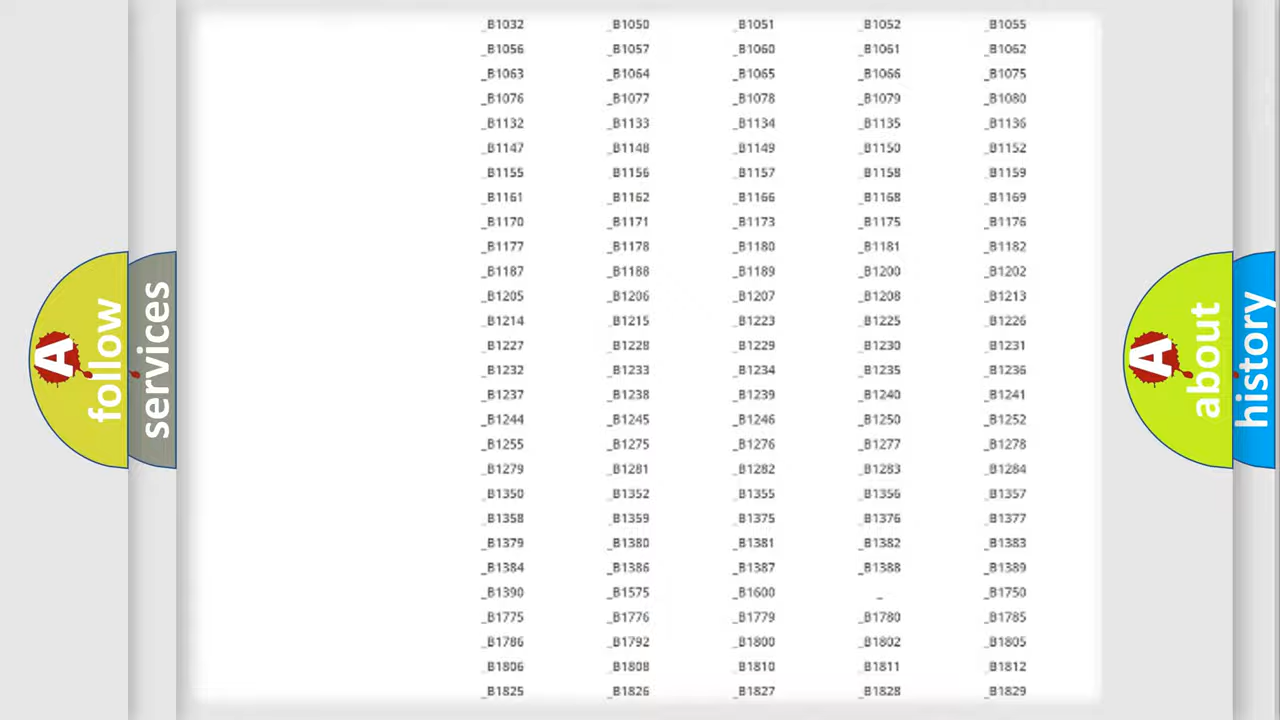 _B1032 _B1050 _B1051 _B1052 _B1055
_B1056 _B1057 _B1060 _B1061 _B1062
_B1063 _B1064 _B1065 _B1066 _B1075
_B1076 _B1077 _B1078 _B1079 _B1080
_B1132 _B1133 _B1134 _B1135 _B1136
_B1147 _B1148 _B1149 _B1150 _B1152
_B1155 _B1156 _B1157 _B1158 _B1159
_B1161 _B1162 _B1166 _B1168 _B1169
_B1170 _B1171 _B1173 _B1175 _B1176
_B1177 _B1178 _B1180 _B1181 _B1182
_B1187 _B1188 _B1189 _B1200 _B1202
_B1205 _B1206 _B1207 _B1208 _B1213
_B1214 _B1215 _B1223 _B1225 _B1226
_B1227 _B1228 _B1229 _B1230 _B1231
_B1232 _B1233 _B1234 _B1235 _B1236
_B1237 _B1238 _B1239 _B1240 _B1241
_B1244 _B1245 _B1246 _B1250 _B1252
_B1255 _B1275 _B1276 _B1277 _B1278
_B1279 _B1281 _B1282 _B1283 _B1284
_B1350 _B1352 _B1355 _B1356 _B1357
_B1358 _B1359 _B1375 _B1376 _B1377
_B1379 _B1380 _B1381 _B1382 _B1383
_B1384 _B1386 _B1387 _B1388 _B1389
_B1390 _B1575 _B1600 _ _B1750
_B1775 _B1776 _B1779 _B1780 _B1785
_B1786 _B1792 _B1800 _B1802 _B1805
_B1806 _B1808 _B1810 _B1811 _B1812
_B1825 _B1826 _B1827 _B1828 _B1829
A
follow
services
A
about
history